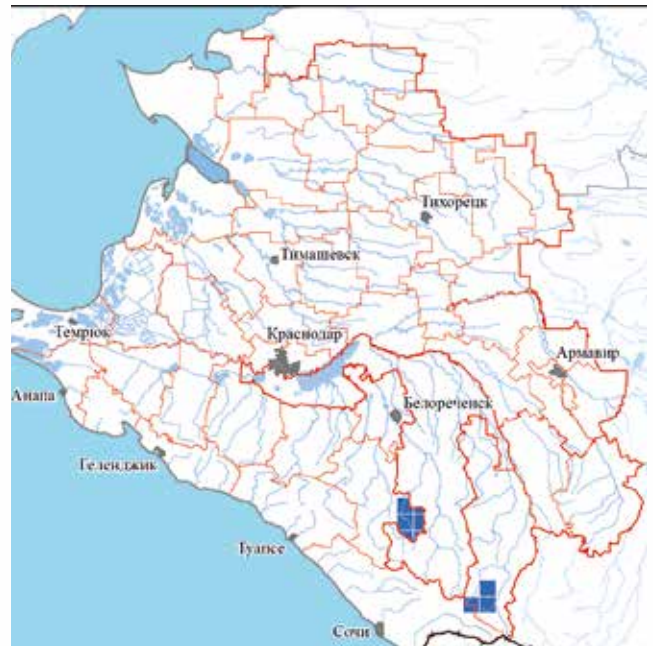 Тихорецк
Тимашевск
Темрюк
Краснодар
Армавир
Анапа
Белореченск
Геленджик
Туапсе
Сочи